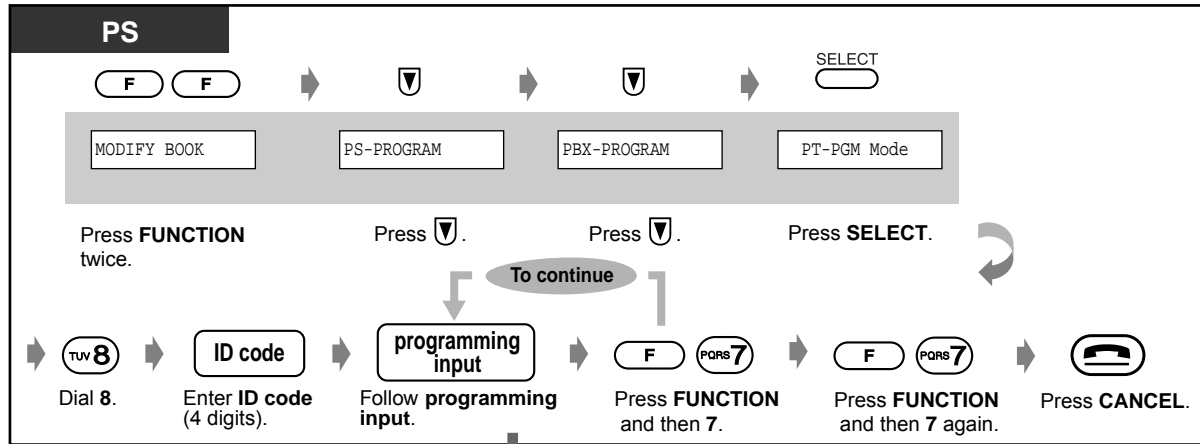 PS
F F SELECT
MODIFY BOOK PS-PROGRAM PBX-PROGRAM PT-PGM Mode
Press FUNCTION
twice.
Press .
Press .
Press SELECT.
To continue
TUV 8
ID code
programming
input
F PQRS 7
F PQRS 7
Dial 8.
Enter ID code
(4 digits).
Follow programming
input.
Press FUNCTION
and then 7.
Press FUNCTION
and then 7 again.
Press CANCEL.